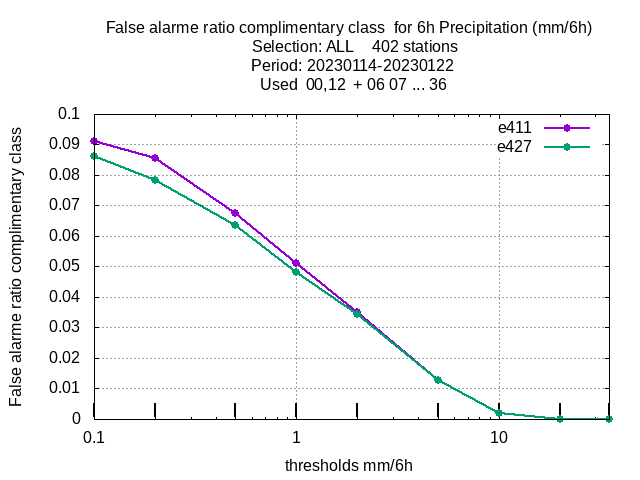 False alarme ratio complimentary class  for 6h Precipitation (mm/6h)
Selection: ALL    402 stations
Period: 20230114-20230122
Used  00,12  + 06 07 ... 36
0.1
0.09
0.08
0.07
0.06
0.05
0.04
0.03
0.02
0.01
0
False alarme ratio complimentary class
e411
e427
0.1
1
10
thresholds mm/6h